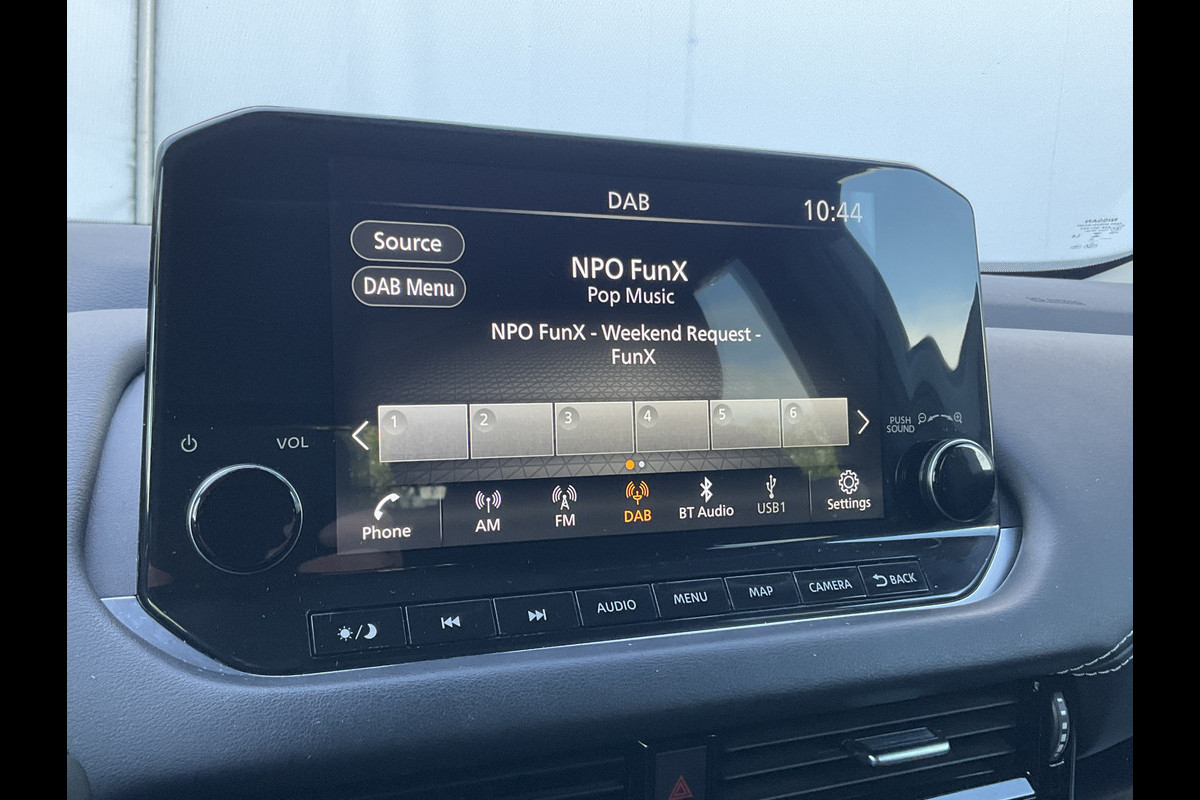 DAB
10:44
Source
DAB Menu
NPO FunX
Pop Music
NPO FunX - Weekend Request -
FunX
1 2 3 4 5 6
VOL
PUSH
SOUND
Phone
AM
FM
DAB
BT Audio
USB1
Settings
AUDIO
MENU
MAP
CAMERA
BACK